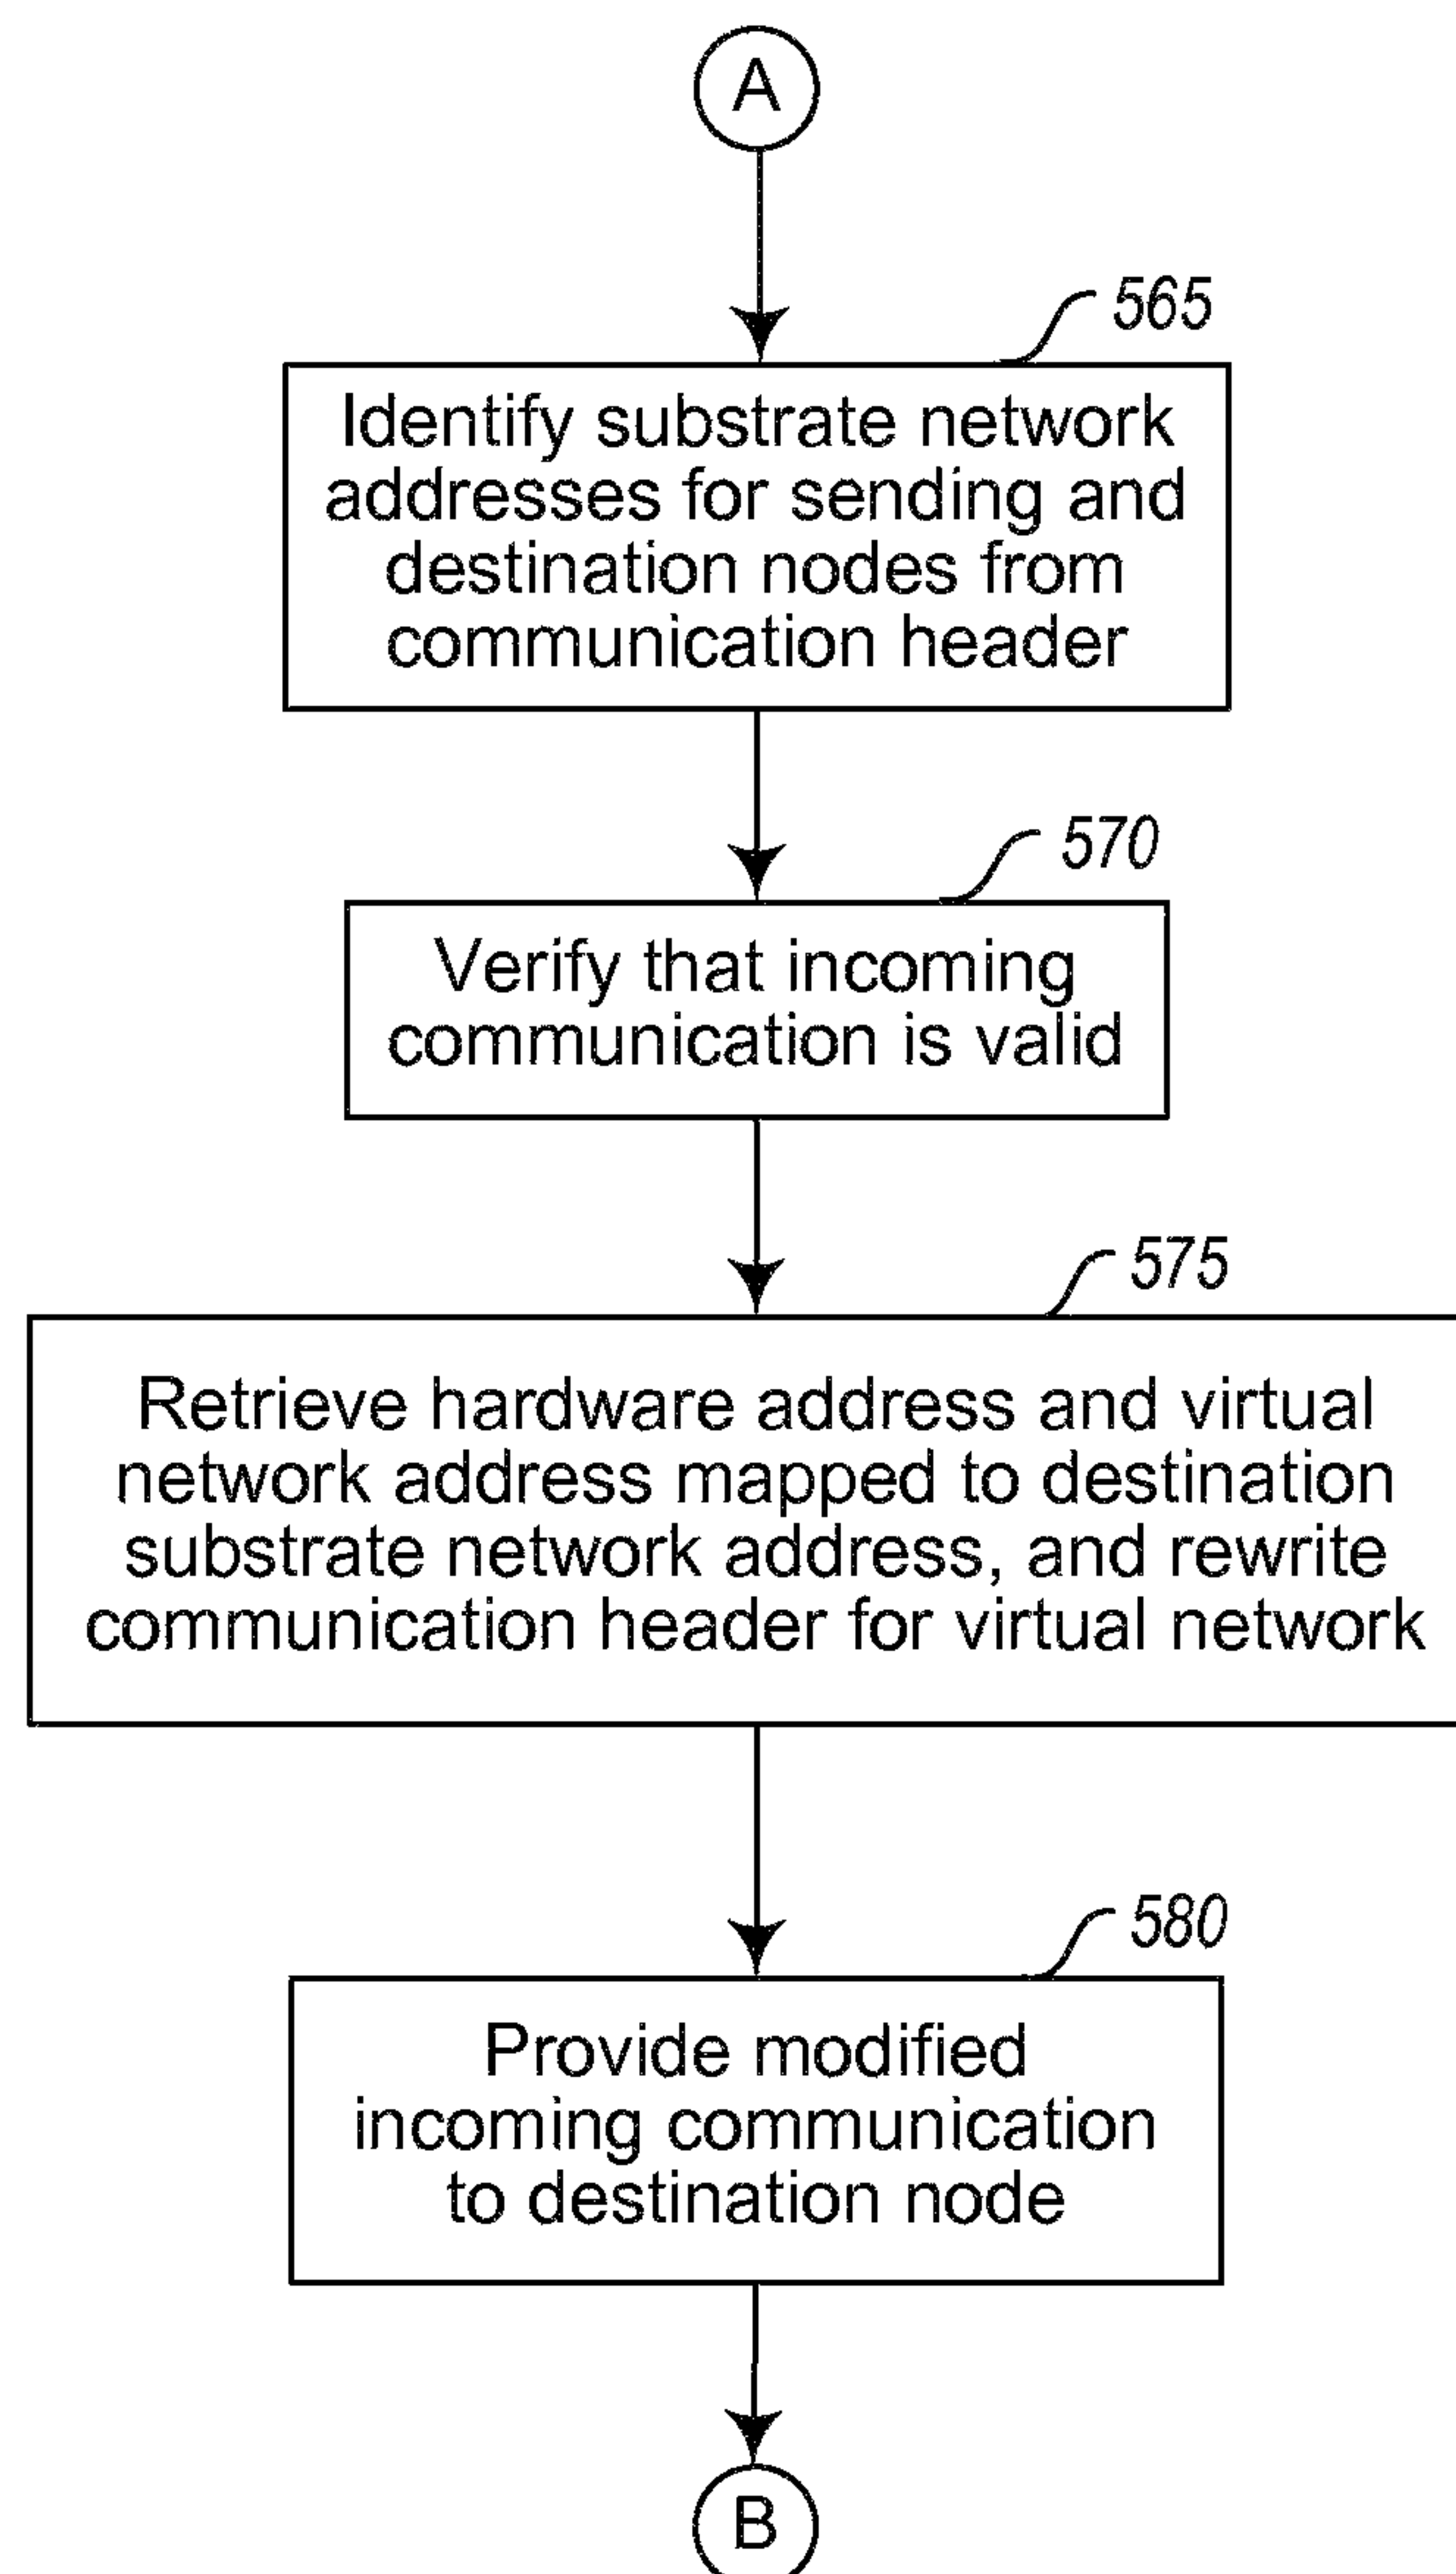 A
565
Identify substrate network
addresses for sending and
destination nodes from
communication header
570
Verify that incoming
communication is valid
575
Retrieve hardware address and virtual
network address mapped to destination
substrate network address, and rewrite
communication header for virtual network
580
Provide modified
incoming communication
to destination node
B